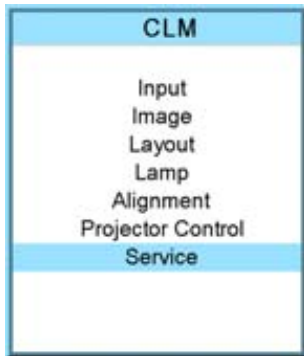 CLM
Input
Image
Layout
Lamp
Alignment
Projector Control
Service